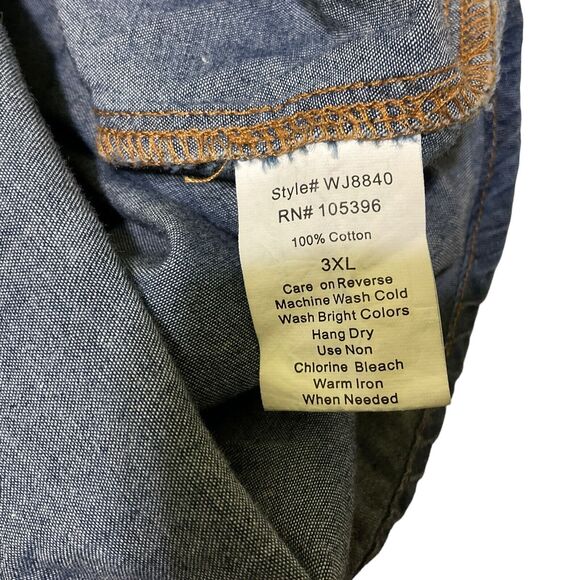 Style# WJ8840
RN# 105396
100% Cotton
3XL
Care on Reverse
Machine Wash Cold
Wash Bright Colors
Hang Dry
Use Non
Chlorine Bleach
Warm Iron
When Needed